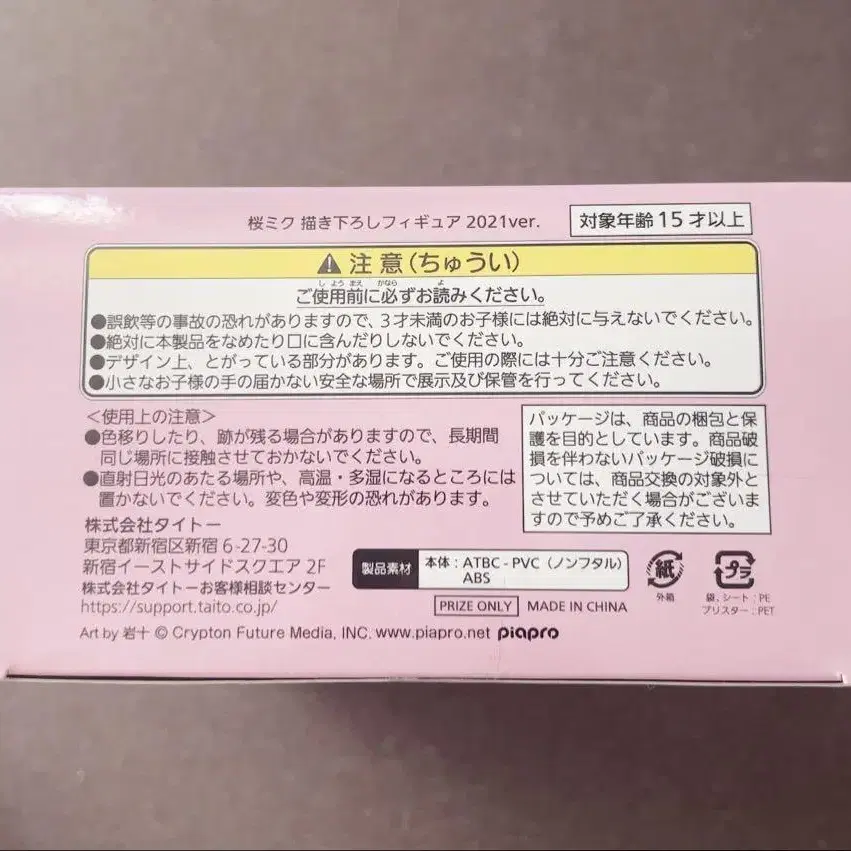 桜ミク 描き下ろしフィギュア 2021ver.
対象年齢15才以上
注意(ちゅうい)
ご使用前に必ずお読みください。
●誤飲等の事故の恐れがありますので、3才未満のお子様には絶対に与えないでください。
●絶対に本製品をなめたり口に含んだりしないでください。
●デザイン上、とがっている部分があります。ご使用の際には十分ご注意ください。
●小さなお子様の手の届かない安全な場所で展示及び保管を行ってください。
<使用上の注意>
●色移りしたり、跡が残る場合がありますので、長期間
同じ場所に接触させておかないでください。
●直射日光のあたる場所や、高温・多湿になるところには
置かないでください。変色や変形の恐れがあります。
パッケージは、商品の梱包と保
護を目的としています。商品破
損を伴わないパッケージ破損に
ついては、商品交換の対象外と
させていただく場合がございま
すので予めご了承ください。
株式会社タイトー
東京都新宿区新宿 6-27-30
新宿イーストサイドスクエア 2F
株式会社タイトーお客様相談センター
https://support.taito.co.jp/
製品素材
本体:ATBC-PVC(ノンフタル)
ABS
PRIZE ONLY MADE IN CHINA
紙
外箱
プラ
袋、シート:PE
ブリスター:PET
Art by 岩十 © Crypton Future Media, INC. www.piapro.net piapro